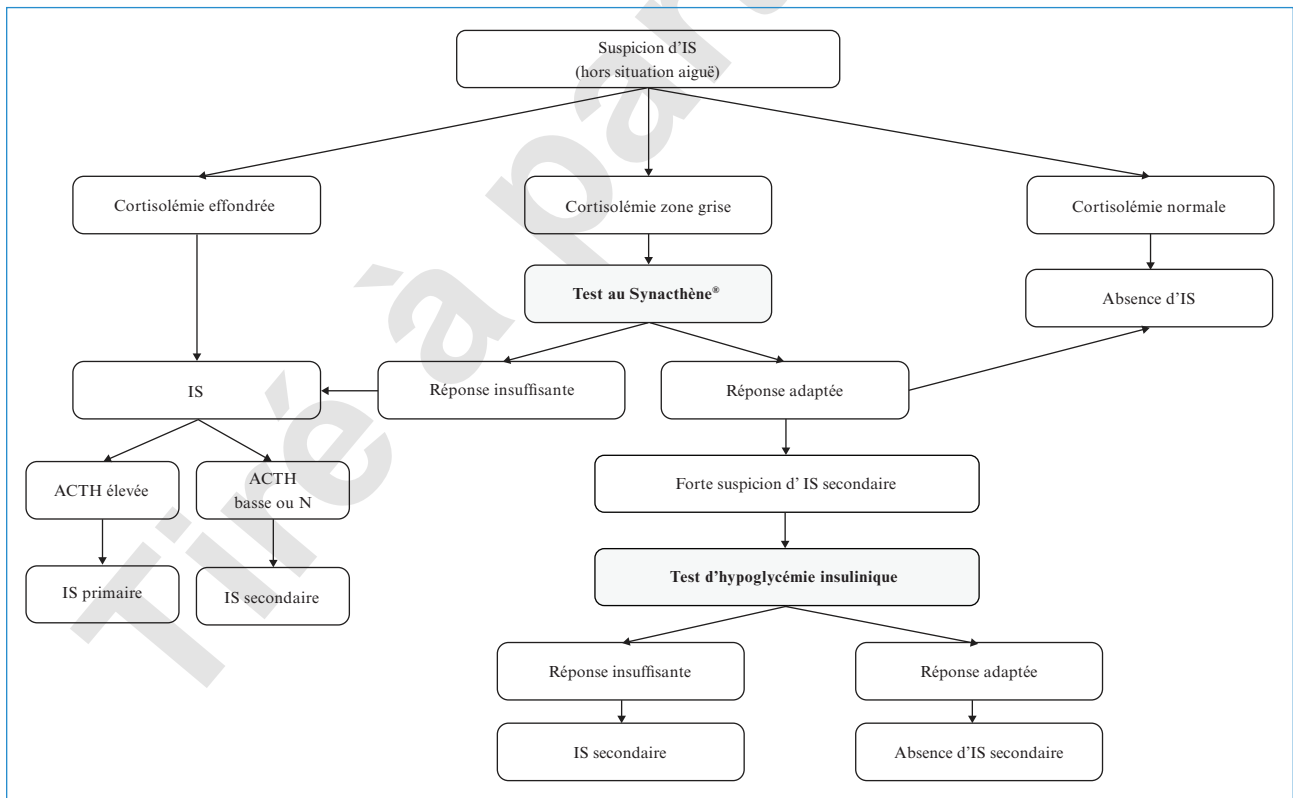 Suspicion d'IS
(hors situation aiguë)
Cortisolémie effondrée
Cortisolémie zone grise
Cortisolémie normale
Test au Synacthène®
Absence d'IS
IS
Réponse insuffisante
Réponse adaptée
ACTH élevée
ACTH
basse ou N
Forte suspicion d' IS secondaire
IS primaire
IS secondaire
Test d'hypoglycémie insulinique
Réponse insuffisante
Réponse adaptée
IS secondaire
Absence d'IS secondaire
Tiré à par